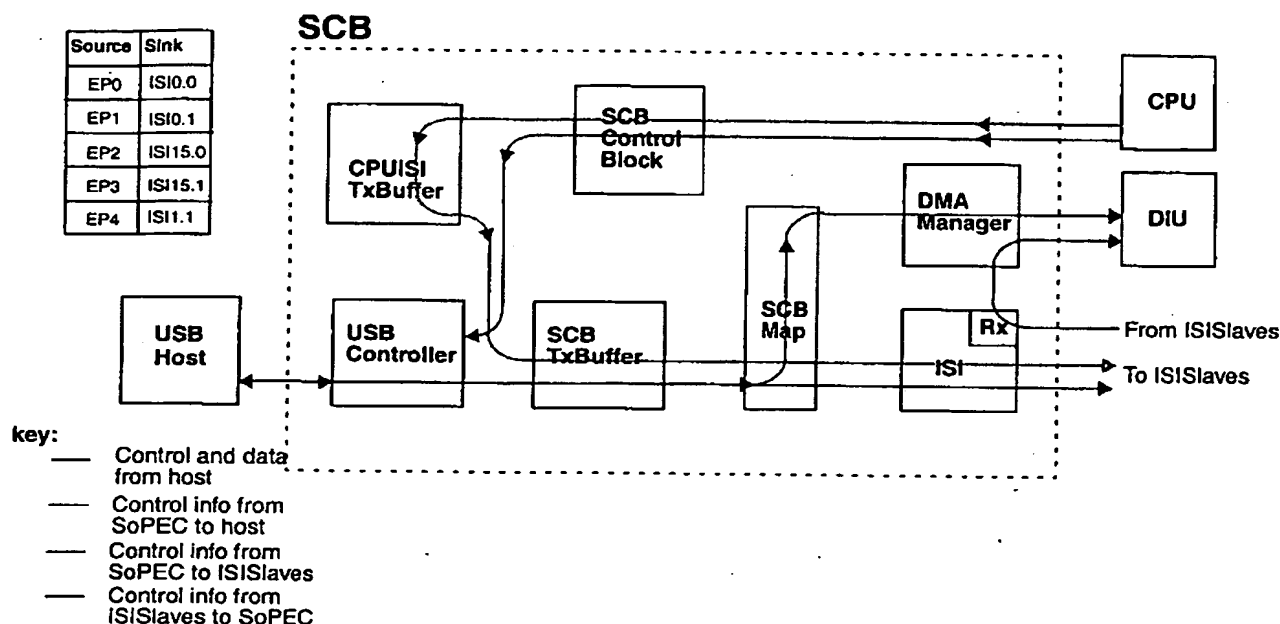 SCB
Source Sink
EP0 ISI0.0
EP1 ISI0.1
EP2 ISI15.0
EP3 ISI15.1
EP4 ISI1.1
CPU
SCB
Control
Block
CPUISI
TxBuffer
DMA
Manager
DIU
USB
Host
USB
Controller
SCB
TxBuffer
SCB
Map
Rx
ISI
From ISISlaves
To ISISlaves
key:
Control and data
from host
Control info from
SoPEC to host
Control info from
SoPEC to ISISlaves
Control info from
ISISlaves to SoPEC